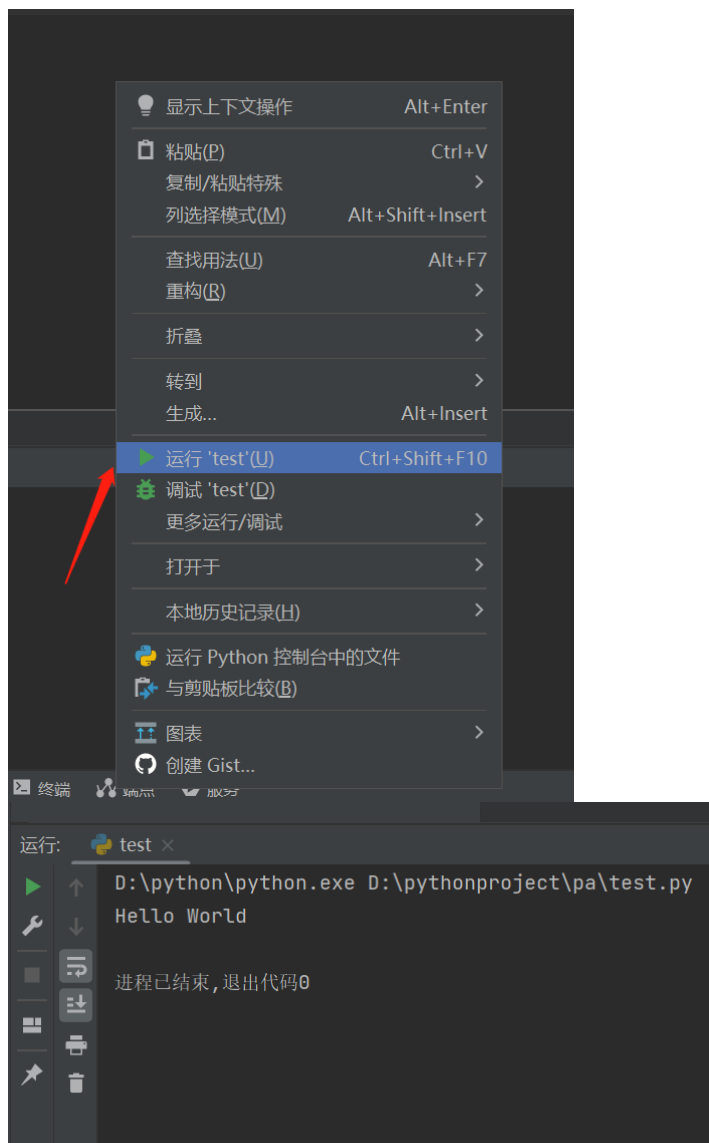 显示上下文操作 Alt+Enter
粘贴(P) Ctrl+V
复制/粘贴特殊
列选择模式(M) Alt+Shift+Insert
查找用法(U) Alt+F7
重构(R)
折叠
转到
生成... Alt+Insert
运行 'test'(U) Ctrl+Shift+F10
调试 'test'(D)
更多运行/调试
打开于
本地历史记录(H)
运行 Python 控制台中的文件
与剪贴板比较(B)
图表
创建 Gist...
终端 端点 服务
运行: test
D:\python\python.exe D:\pythonproject\pa\test.py
Hello World
进程已结束,退出代码0